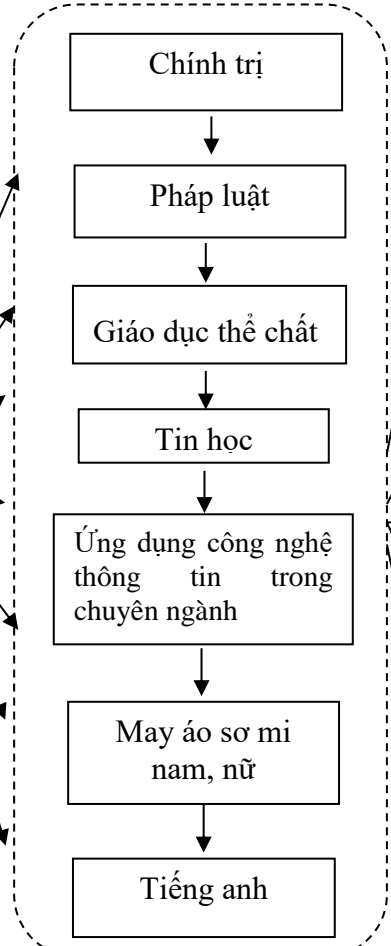 Chính trị
Pháp luật
Giáo dục thể chất
Tin học
Ứng dụng công nghệ
thông tin trong
chuyên ngành
May áo sơ mi
nam, nữ
Tiếng anh